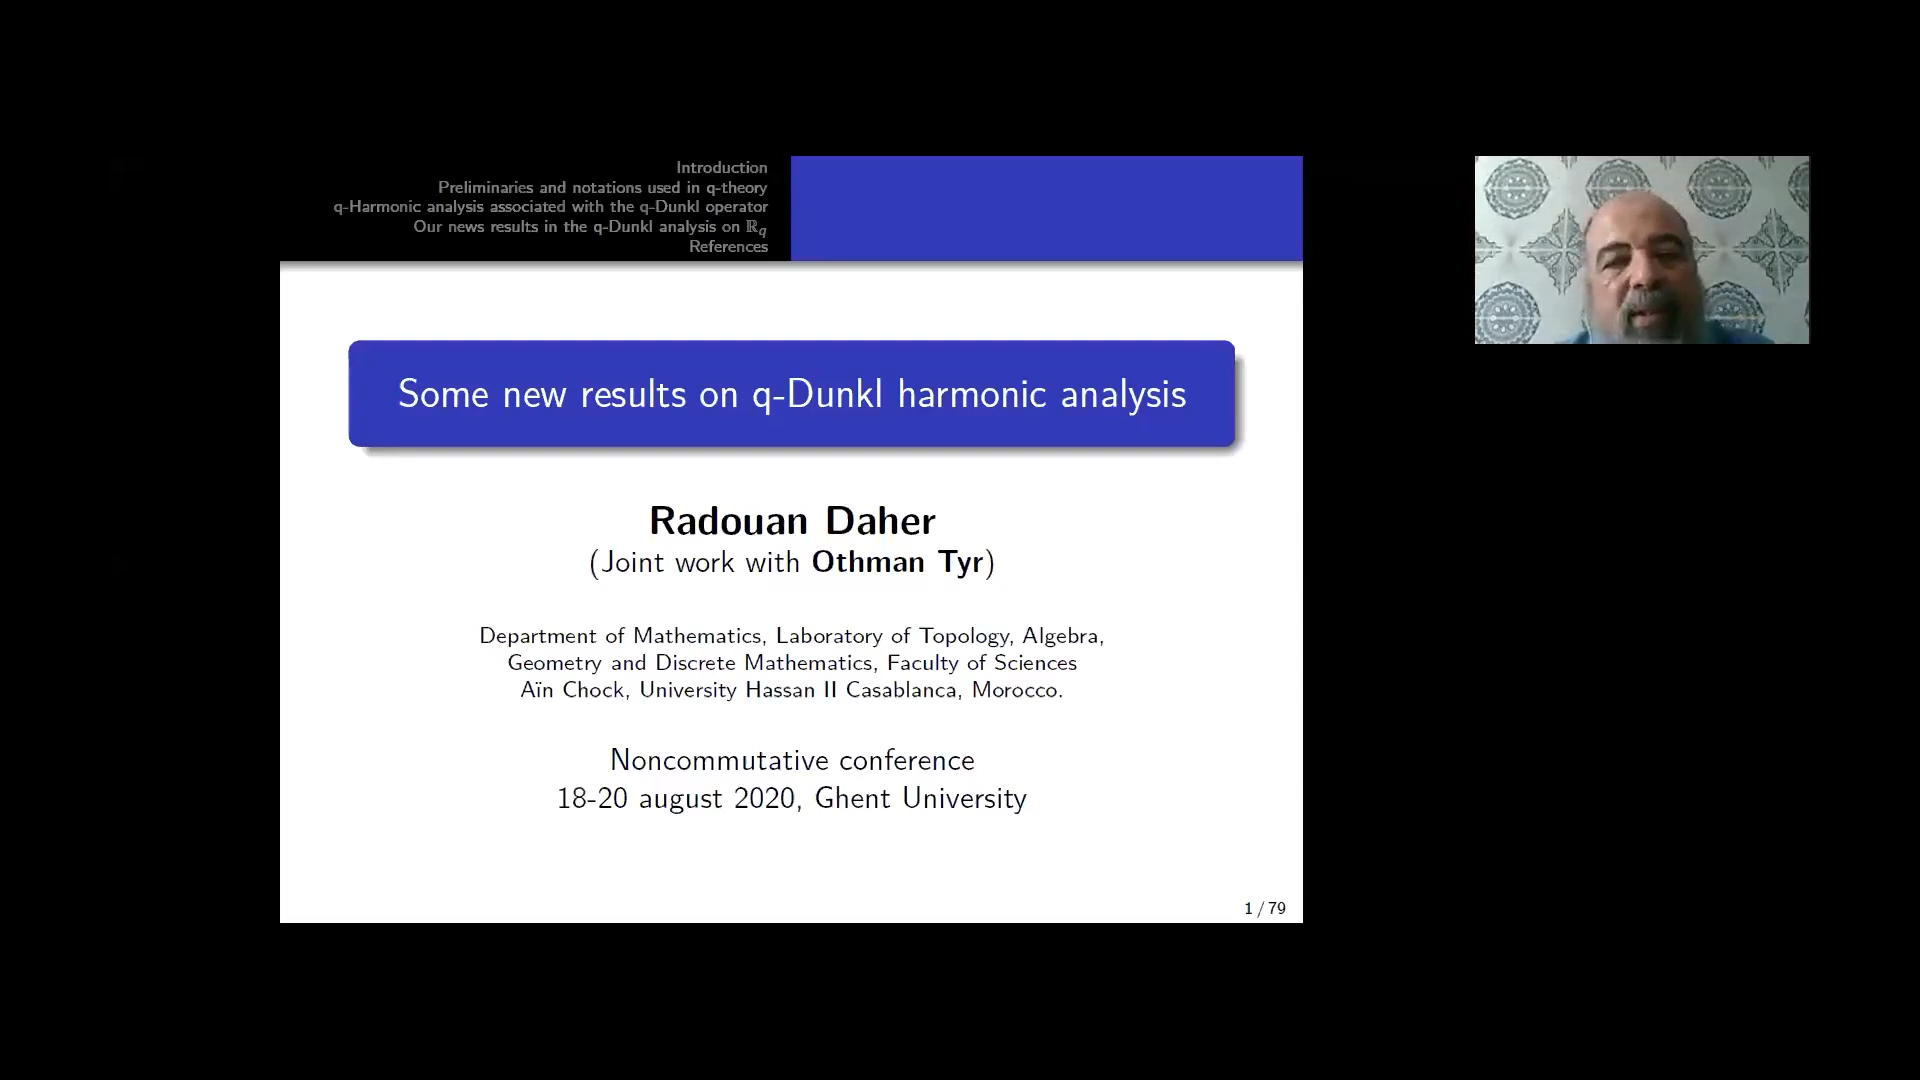 Introduction
Preliminaries and notations used in q-theory
q-Harmonic analysis associated with the q-Dunkl operator
Our news results in the q-Dunkl analysis on ℝq
References
Some new results on q-Dunkl harmonic analysis
Radouan Daher
(Joint work with Othman Tyr)
Department of Mathematics, Laboratory of Topology, Algebra,
Geometry and Discrete Mathematics, Faculty of Sciences
Aïn Chock, University Hassan II Casablanca, Morocco.
Noncommutative conference
18-20 august 2020, Ghent University
1 / 79